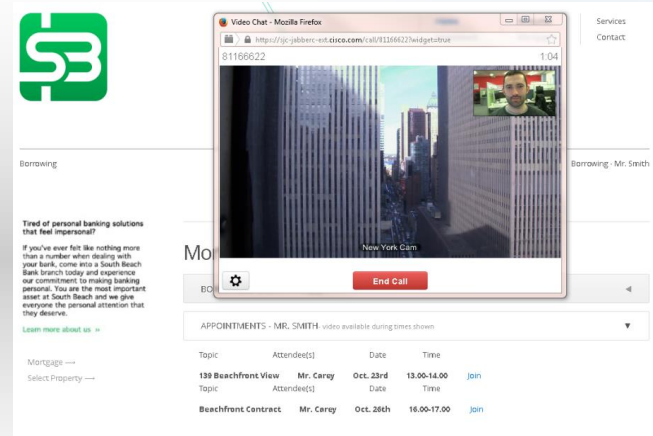 SB
Video Chat - Mozilla Firefox
https://sjc-jabberc-ext.cisco.com/call/81166622?widget=true
81166622
1:04
New York Cam
End Call
Services
Contact
Borrowing
Borrowing - Mr. Smith
Tired of personal banking solutions
that feel impersonal?
If you've ever felt like nothing more
than a number when dealing with
your bank, come into a South Beach
Bank branch today and experience
our commitment to making banking
personal. You are the most important
asset at South Beach and we give
everyone the personal attention that
they deserve.
Learn more about us »
Mortgage →
Select Property →
Mor
BO
APPOINTMENTS - MR. SMITH- video available during times shown
Topic Attendee(s) Date Time
139 Beachfront View Mr. Carey Oct. 23rd 13.00-14.00 Join
Topic Attendee(s) Date Time
Beachfront Contract Mr. Carey Oct. 26th 16.00-17.00 Join